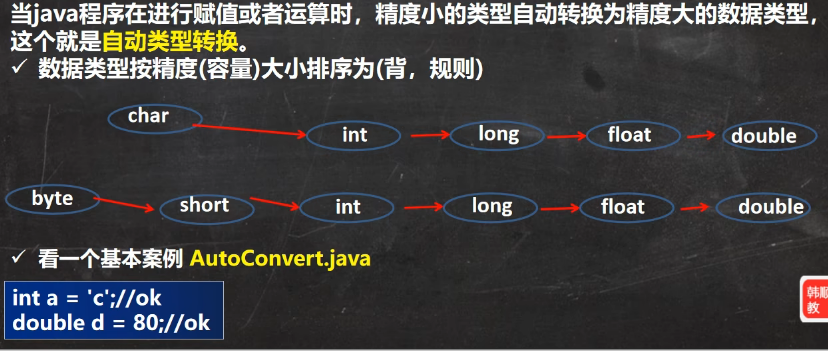 当java程序在进行赋值或者运算时，精度小的类型自动转换为精度大的数据类型，
这个就是自动类型转换。
✓ 数据类型按精度(容量)大小排序为(背，规则)
char int long float double
byte short int long float double
✓ 看一个基本案例 AutoConvert.java
int a = 'c';//ok
double d = 80;//ok
韩顺
教